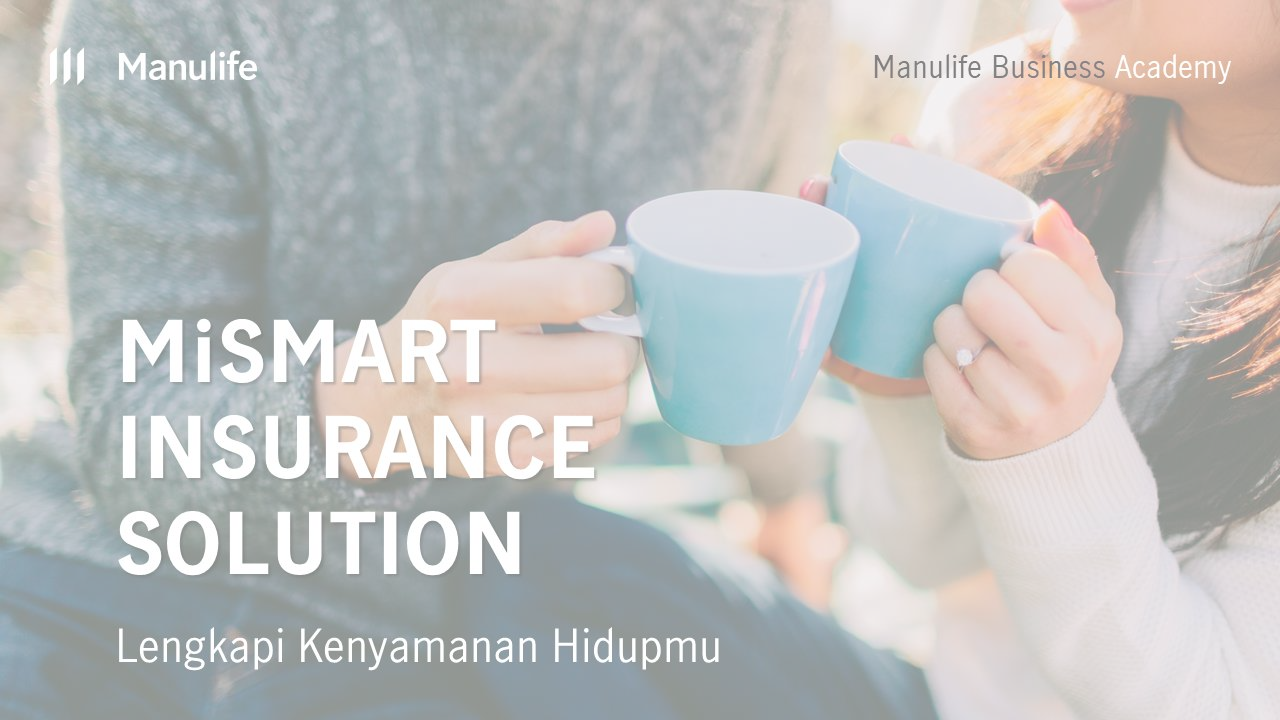 Manulife
Manulife Business Academy
MiSMART
INSURANCE
SOLUTION
Lengkapi Kenyamanan Hidupmu